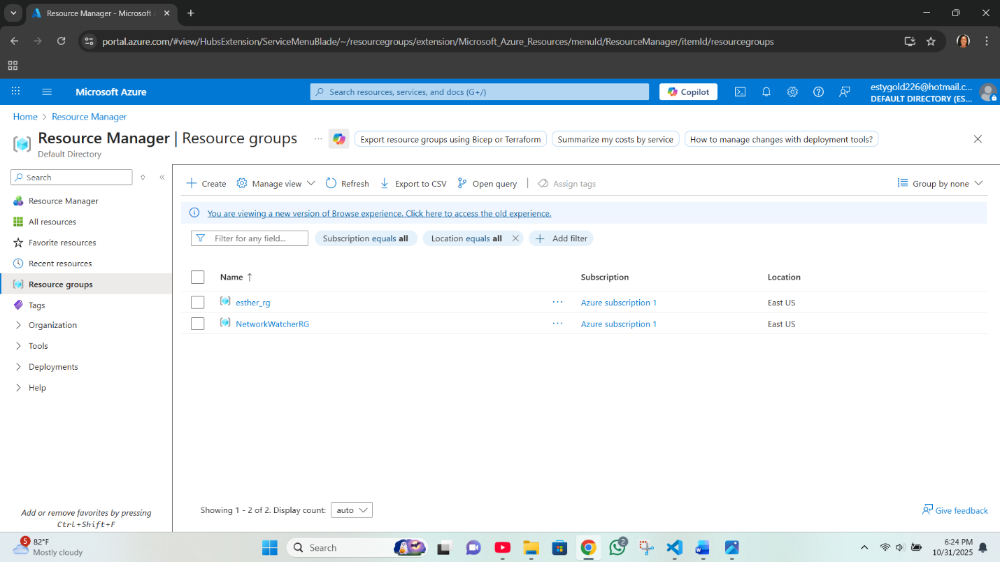 Resource Manager - Microsoft A
portal.azure.com/#view/HubsExtension/ServiceMenuBlade/~/resourcegroups/extension/Microsoft_Azure_Resources/menuId/ResourceManager/itemId/resourcegroups
Microsoft Azure
Search resources, services, and docs (G+/)
Copilot
estygold226@hotmail.c...
DEFAULT DIRECTORY (ES...
Home > Resource Manager
Resource Manager | Resource groups
...
Export resource groups using Bicep or Terraform
Summarize my costs by service
How to manage changes with deployment tools?
Default Directory
Search
Resource Manager
All resources
Favorite resources
Recent resources
Resource groups
Tags
Organization
Tools
Deployments
Help
Add or remove favorites by pressing
Ctrl+Shift+F
Create
Manage view
Refresh
Export to CSV
Open query
Assign tags
Group by none
You are viewing a new version of Browse experience. Click here to access the old experience.
Filter for any field...
Subscription equals all
Location equals all
Add filter
Name ↑ Subscription Location
esther_rg ... Azure subscription 1 East US
NetworkWatcherRG ... Azure subscription 1 East US
Showing 1 - 2 of 2. Display count: auto
Give feedback
5
82°F
Mostly cloudy
Search
2
6:24 PM
10/31/2025